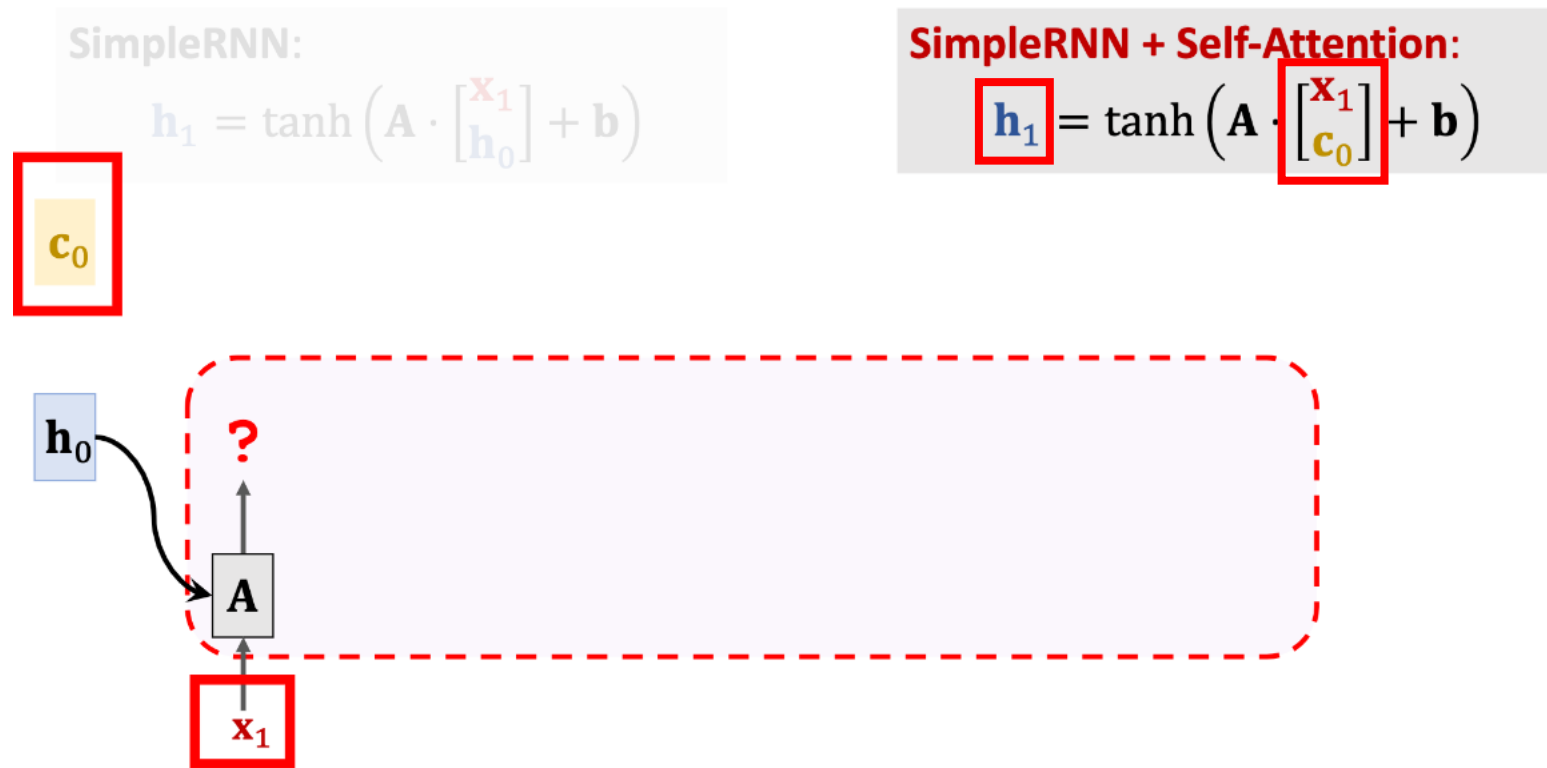 SimpleRNN:
h₁ = tanh(A · [x₁ h₀] + b)
SimpleRNN + Self-Attention:
h₁ = tanh(A · [x₁ c₀] + b)
c₀
h₀
?
A
x₁